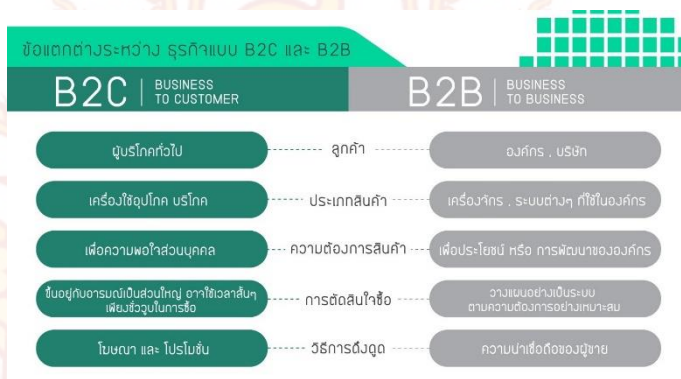 ข้อแตกต่างระหว่าง ธุรกิจแบบ B2C และ B2B
B2C | BUSINESS TO CUSTOMER
B2B | BUSINESS TO BUSINESS
ผู้บริโภคทั่วไป ลูกค้า องค์กร , บริษัท
เครื่องใช้อุปโภค บริโภค ประเภทสินค้า เครื่องจักร , ระบบต่างๆ ที่ใช้ในองค์กร
เพื่อความพอใจส่วนบุคคล ความต้องการสินค้า เพื่อประโยชน์ หรือ การพัฒนาขององค์กร
ขึ้นอยู่กับอารมณ์เป็นส่วนใหญ่ อาจใช้เวลาสั้นๆ
เพียงชั่ววูบในการซื้อ
การตัดสินใจซื้อ
วางแผนอย่างเป็นระบบ
ตามความต้องการอย่างเหมาะสม
โฆษณา และ โปรโมชั่น วิธีการดึงดูด ความน่าเชื่อถือของผู้ขาย